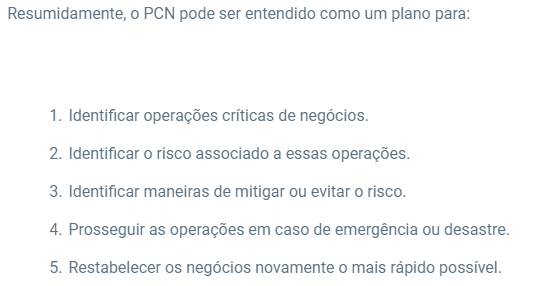 Resumidamente, o PCN pode ser entendido como um plano para:
1. Identificar operações críticas de negócios.
2. Identificar o risco associado a essas operações.
3. Identificar maneiras de mitigar ou evitar o risco.
4. Prosseguir as operações em caso de emergência ou desastre.
5. Restabelecer os negócios novamente o mais rápido possível.